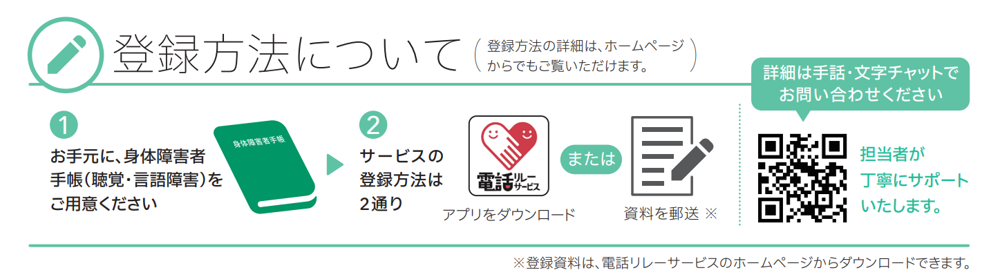 登録方法について
（登録方法の詳細は、ホームページ
からでもご覧いただけます。）
詳細は手話・文字チャットで
お問い合わせください
1
お手元に、身体障害者
手帳（聴覚・言語障害）を
ご用意ください
身体障害者手帳
2
サービスの
登録方法は
2通り
電話リレー
サービス
アプリをダウンロード
または
資料を郵送 ※
担当者が
丁寧にサポート
いたします。
※登録資料は、電話リレーサービスのホームページからダウンロードできます。